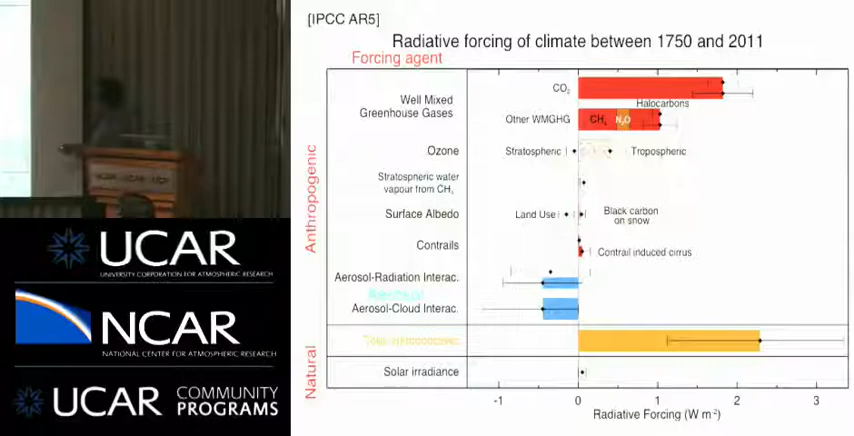 [IPCC AR5]
Radiative forcing of climate between 1750 and 2011
Forcing agent
Anthropogenic
Natural
Well Mixed
Greenhouse Gases
CO2
Other WMGHG
CH4
N2O
Halocarbons
Ozone
Stratospheric
Tropospheric
Stratospheric water
vapour from CH4
Surface Albedo
Land Use
Black carbon
on snow
Contrails
Contrail induced cirrus
Aerosol-Radiation Interac.
Aerosol-Cloud Interac.
Solar irradiance
-1
0
1
2
3
Radiative Forcing (W m-2)
UCAR
UNIVERSITY CORPORATION FOR ATMOSPHERIC RESEARCH
NCAR
NATIONAL CENTER FOR ATMOSPHERIC RESEARCH
UCAR COMMUNITY
PROGRAMS